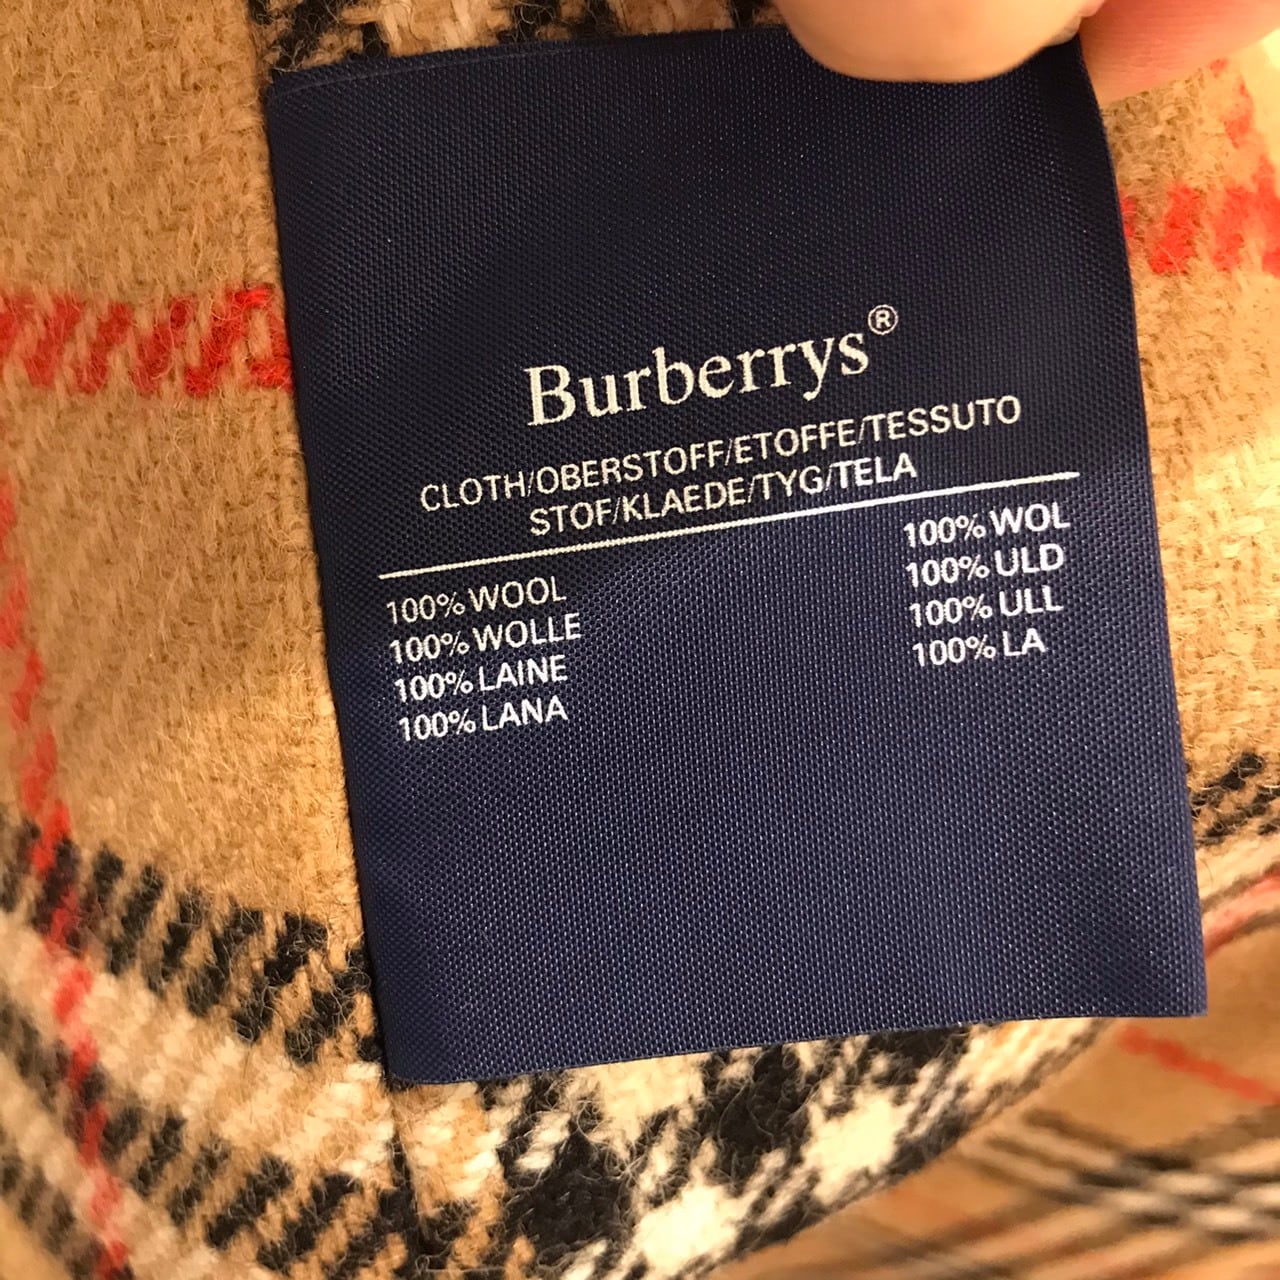 Burberrys®
CLOTH/OBERSTOFF/ETOFFE/TESSUTO
STOF/KLAEDE/TYG/TELA
100% WOOL
100% WOLLE
100% LAINE
100% LANA
100% WOL
100% ULD
100% ULL
100% LA